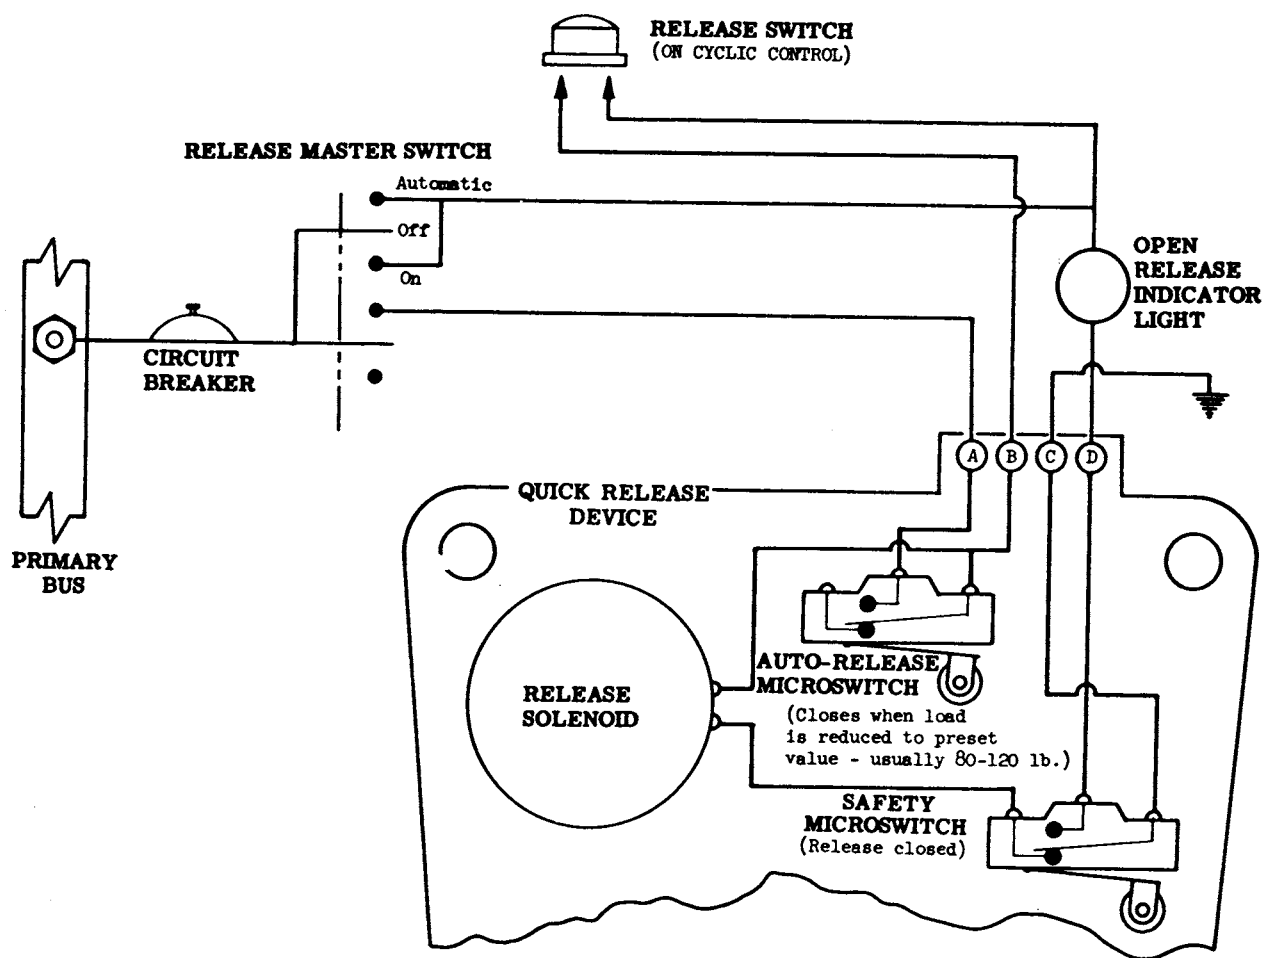 RELEASE SWITCH
(ON CYCLIC CONTROL)
RELEASE MASTER SWITCH
Automatic
Off
On
OPEN
RELEASE
INDICATOR
LIGHT
CIRCUIT
BREAKER
PRIMARY
BUS
A B C D
QUICK RELEASE
DEVICE
RELEASE
SOLENOID
AUTO-RELEASE
MICROSWITCH
(Closes when load
is reduced to preset
value - usually 80-120 lb.)
SAFETY
MICROSWITCH
(Release closed)